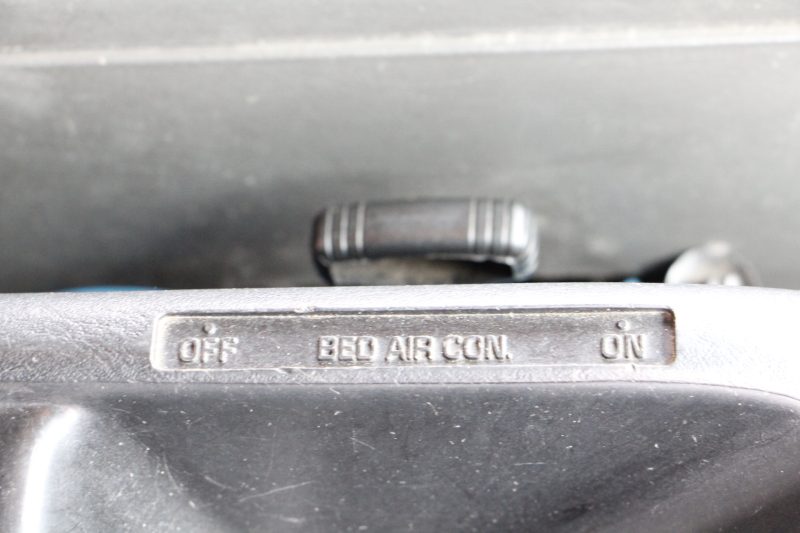 OFF BED AIR CON. ON